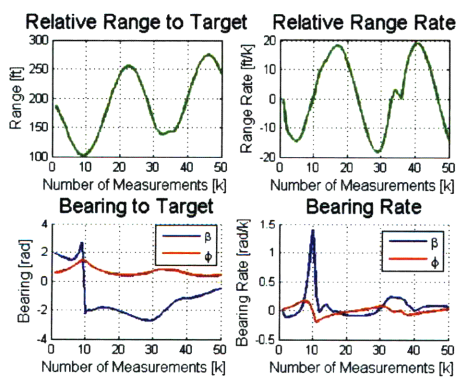 Relative Range to Target
Range [ft]
300
250
200
150
100
0 10 20 30 40 50
Number of Measurements [k]
Relative Range Rate
Range Rate [ft/k]
20
10
0
-10
-20
0 10 20 30 40 50
Number of Measurements [k]
Bearing to Target
Bearing [rad]
4
2
0
-2
-4
β
ϕ
0 10 20 30 40 50
Number of Measurements [k]
Bearing Rate
Bearing Rate [rad/k]
1.5
1
0.5
0
-0.5
β
ϕ
0 10 20 30 40 50
Number of Measurements [k]